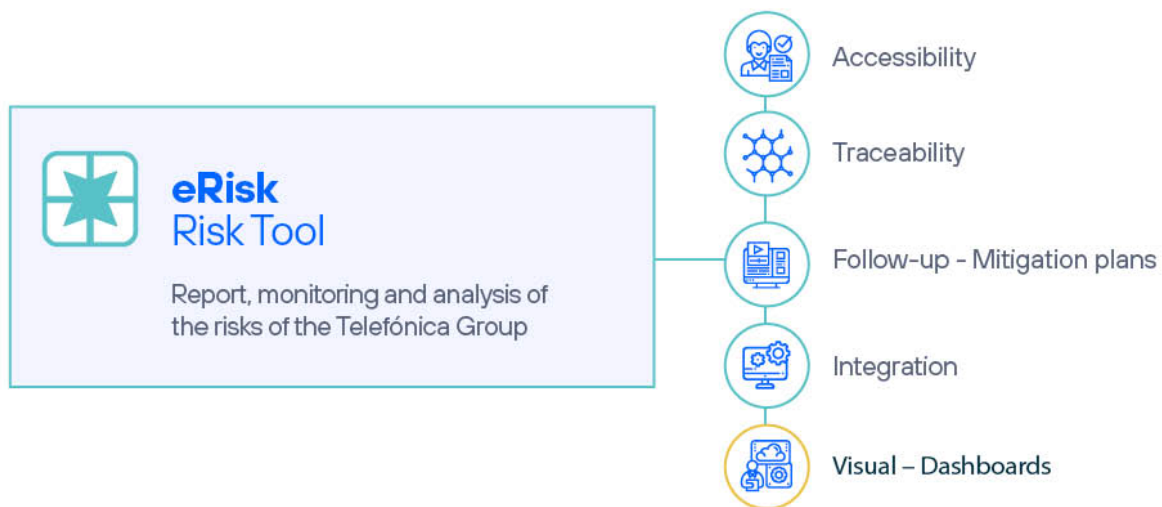 eRisk
Risk Tool
Report, monitoring and analysis of
the risks of the Telefónica Group
Accessibility
Traceability
Follow-up - Mitigation plans
Integration
Visual – Dashboards